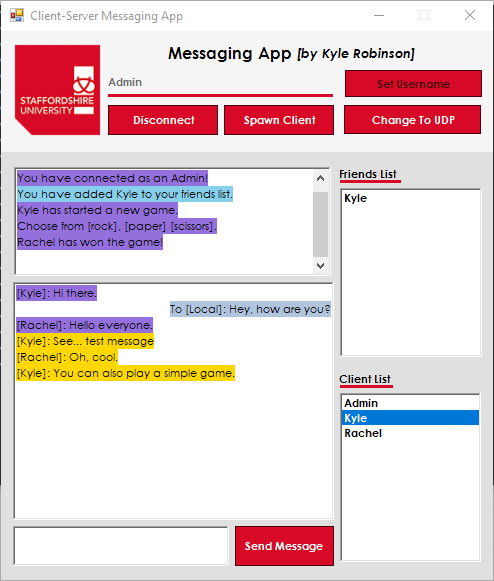 Client-Server Messaging App
STAFFORDSHIRE
UNIVERSITY
Messaging App [by Kyle Robinson]
Admin
Set Username
Disconnect
Spawn Client
Change To UDP
You have connected as an Admin!
You have added Kyle to your friends list.
Kyle has started a new game.
Choose from [rock], [paper] [scissors].
Rachel has won the game!
[Kyle]: Hi there.
To [Local]: Hey, how are you?
[Rachel]: Hello everyone.
[Kyle]: See... test message
[Rachel]: Oh, cool.
[Kyle]: You can also play a simple game.
Send Message
Friends List
Kyle
Client List
Admin
Kyle
Rachel